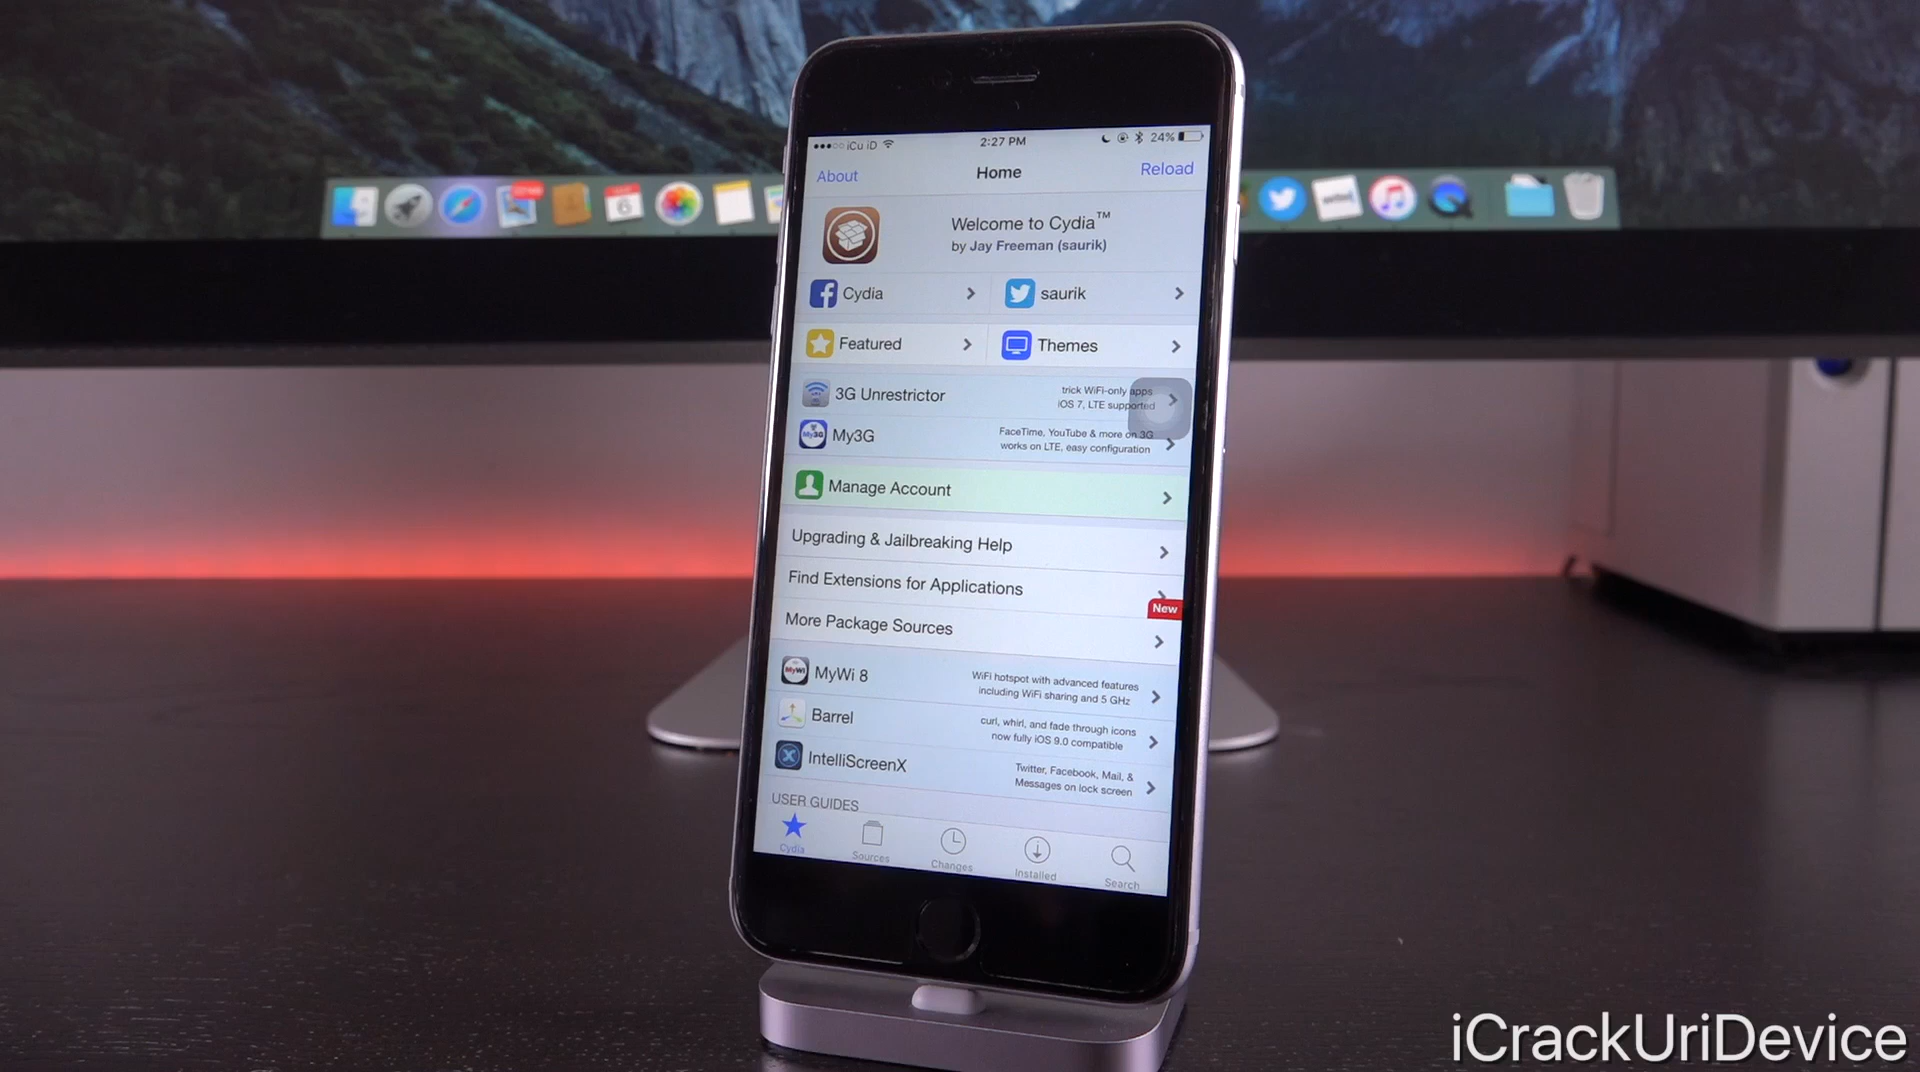 iCu iD 2:27 PM 24%
About Home Reload
Welcome to Cydia™
by Jay Freeman (saurik)
Cydia saurik
Featured Themes
3G Unrestrictor
trick WiFi-only apps
iOS 7, LTE supported
My3G
My3G
FaceTime, YouTube & more on 3G
works on LTE, easy configuration
Manage Account
Upgrading & Jailbreaking Help
Find Extensions for Applications
New
More Package Sources
MyWi
MyWi 8
WiFi hotspot with advanced features
including WiFi sharing and 5 GHz
Barrel
curl, whirl, and fade through icons
now fully iOS 9.0 compatible
IntelliScreenX
Twitter, Facebook, Mail, &
Messages on lock screen
USER GUIDES
Cydia Sources Changes Installed Search
6
iCrackUriDevice